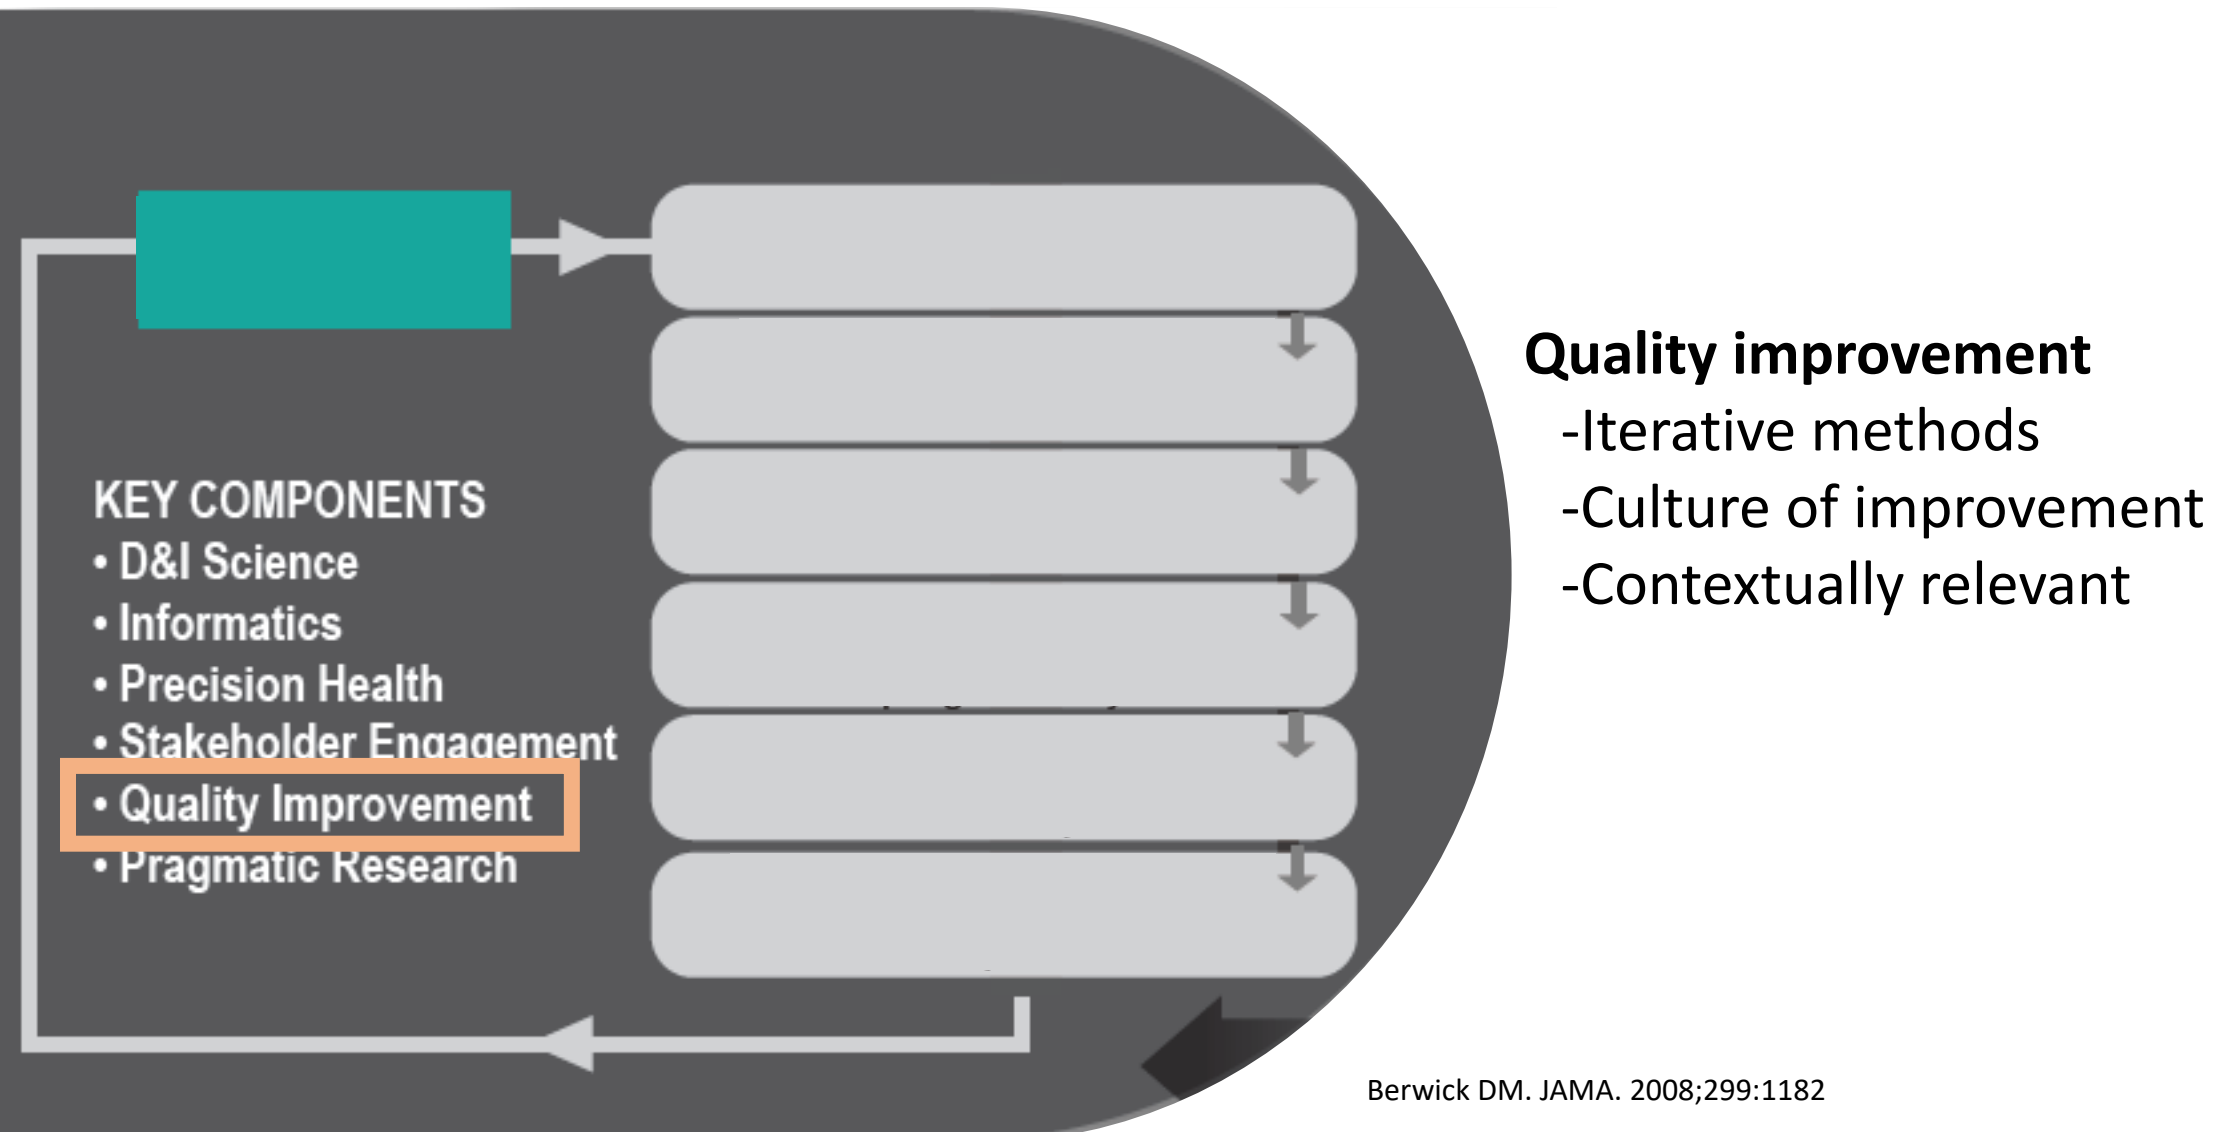 KEY COMPONENTS
• D&I Science
• Informatics
• Precision Health
• Stakeholder Engagement
• Quality Improvement
• Pragmatic Research
Quality improvement
-Iterative methods
-Culture of improvement
-Contextually relevant
Berwick DM. JAMA. 2008;299:1182